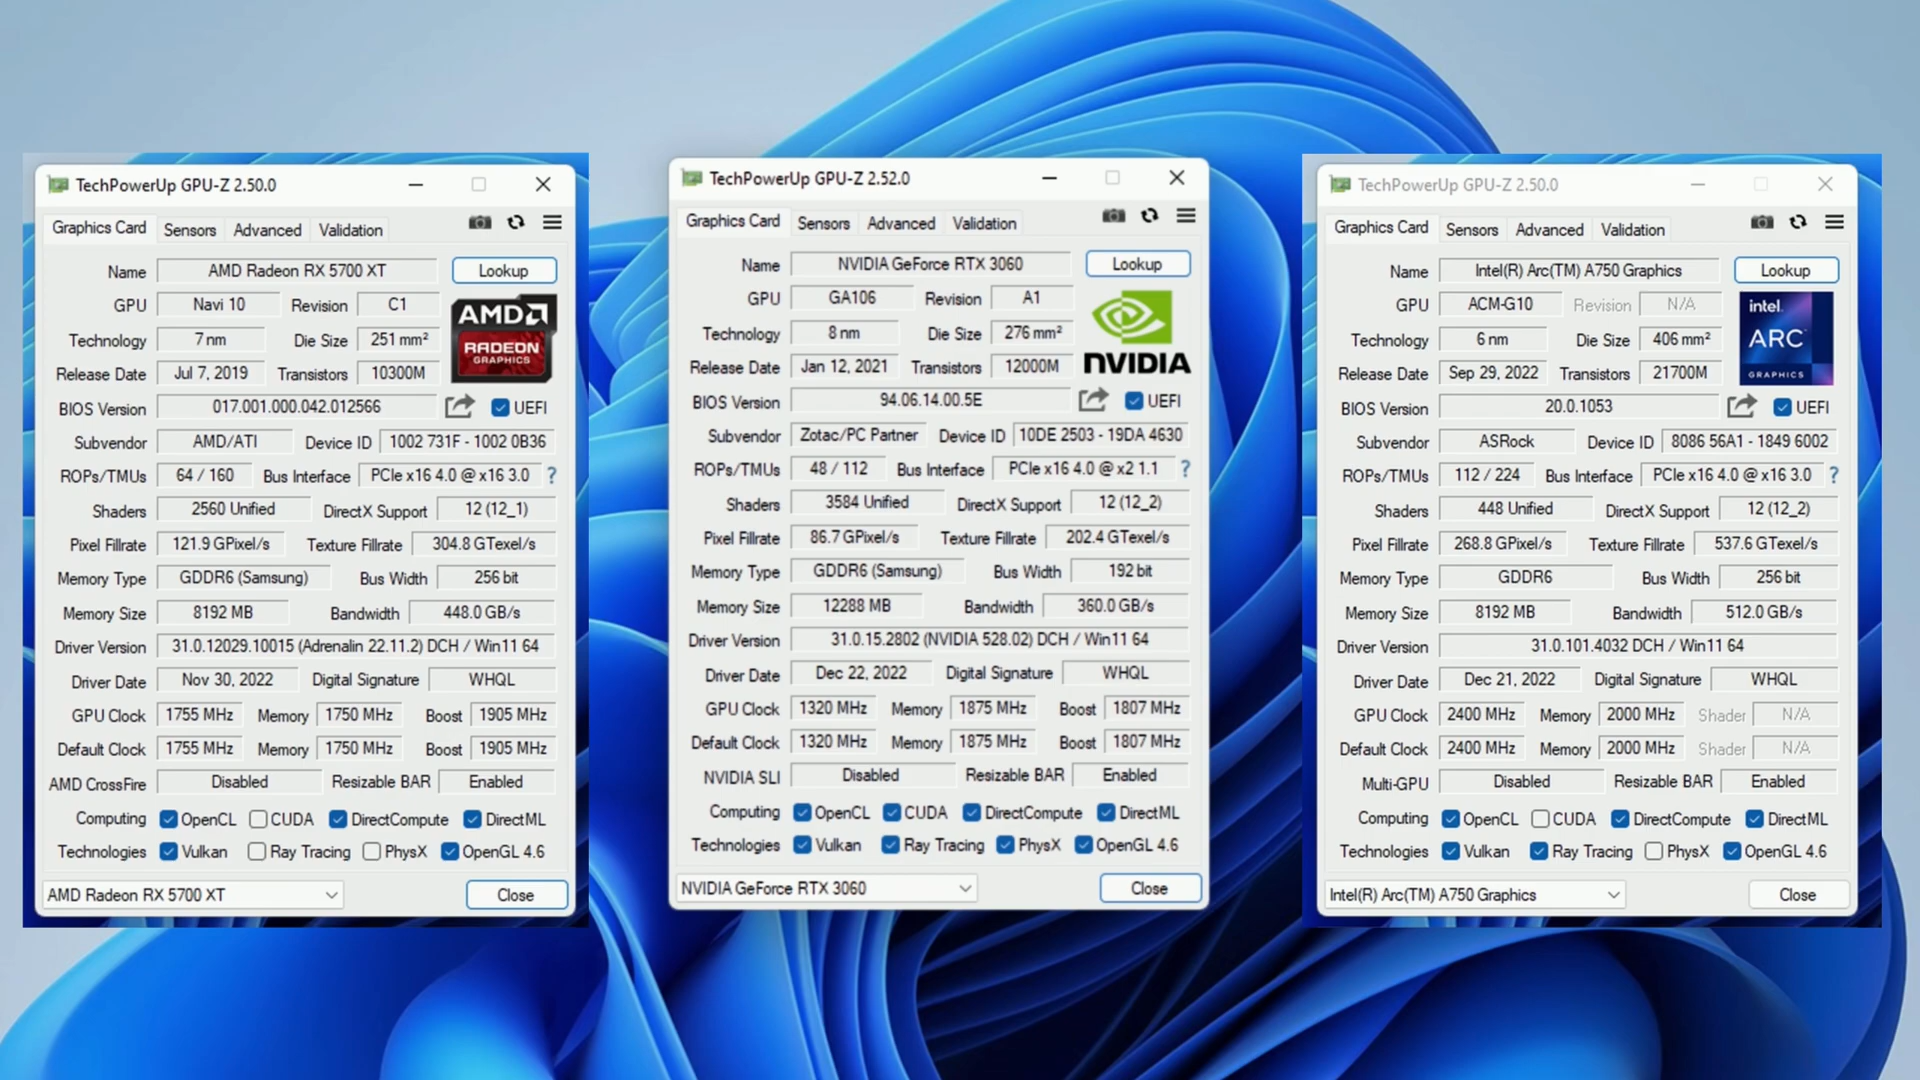 TechPowerUp GPU-Z 2.50.0
Graphics Card Sensors Advanced Validation
Name AMD Radeon RX 5700 XT Lookup
GPU Navi 10 Revision C1
AMD
RADEON
GRAPHICS
Technology 7 nm Die Size 251 mm²
Release Date Jul 7, 2019 Transistors 10300M
BIOS Version 017.001.000.042.012566 UEFI
Subvendor AMD/ATI Device ID 1002 731F - 1002 0B36
ROPs/TMUs 64 / 160 Bus Interface PCIe x16 4.0 @ x16 3.0 ?
Shaders 2560 Unified DirectX Support 12 (12_1)
Pixel Fillrate 121.9 GPixel/s Texture Fillrate 304.8 GTexel/s
Memory Type GDDR6 (Samsung) Bus Width 256 bit
Memory Size 8192 MB Bandwidth 448.0 GB/s
Driver Version 31.0.12029.10015 (Adrenalin 22.11.2) DCH / Win11 64
Driver Date Nov 30, 2022 Digital Signature WHQL
GPU Clock 1755 MHz Memory 1750 MHz Boost 1905 MHz
Default Clock 1755 MHz Memory 1750 MHz Boost 1905 MHz
AMD CrossFire Disabled Resizable BAR Enabled
Computing OpenCL CUDA DirectCompute DirectML
Technologies Vulkan Ray Tracing PhysX OpenGL 4.6
AMD Radeon RX 5700 XT Close
TechPowerUp GPU-Z 2.52.0
Graphics Card Sensors Advanced Validation
Name NVIDIA GeForce RTX 3060 Lookup
GPU GA106 Revision A1
Technology 8 nm Die Size 276 mm²
NVIDIA
Release Date Jan 12, 2021 Transistors 12000M
BIOS Version 94.06.14.00.5E UEFI
Subvendor Zotac/PC Partner Device ID 10DE 2503 - 19DA 4630
ROPs/TMUs 48 / 112 Bus Interface PCIe x16 4.0 @ x2 1.1 ?
Shaders 3584 Unified DirectX Support 12 (12_2)
Pixel Fillrate 86.7 GPixel/s Texture Fillrate 202.4 GTexel/s
Memory Type GDDR6 (Samsung) Bus Width 192 bit
Memory Size 12288 MB Bandwidth 360.0 GB/s
Driver Version 31.0.15.2802 (NVIDIA 528.02) DCH / Win11 64
Driver Date Dec 22, 2022 Digital Signature WHQL
GPU Clock 1320 MHz Memory 1875 MHz Boost 1807 MHz
Default Clock 1320 MHz Memory 1875 MHz Boost 1807 MHz
NVIDIA SLI Disabled Resizable BAR Enabled
Computing OpenCL CUDA DirectCompute DirectML
Technologies Vulkan Ray Tracing PhysX OpenGL 4.6
NVIDIA GeForce RTX 3060 Close
TechPowerUp GPU-Z 2.50.0
Graphics Card Sensors Advanced Validation
Name Intel(R) Arc(TM) A750 Graphics Lookup
GPU ACM-G10 Revision N/A
intel.
ARC
GRAPHICS
Technology 6 nm Die Size 406 mm²
Release Date Sep 29, 2022 Transistors 21700M
BIOS Version 20.0.1053 UEFI
Subvendor ASRock Device ID 8086 56A1 - 1849 6002
ROPs/TMUs 112 / 224 Bus Interface PCIe x16 4.0 @ x16 3.0 ?
Shaders 448 Unified DirectX Support 12 (12_2)
Pixel Fillrate 268.8 GPixel/s Texture Fillrate 537.6 GTexel/s
Memory Type GDDR6 Bus Width 256 bit
Memory Size 8192 MB Bandwidth 512.0 GB/s
Driver Version 31.0.101.4032 DCH / Win11 64
Driver Date Dec 21, 2022 Digital Signature WHQL
GPU Clock 2400 MHz Memory 2000 MHz Shader N/A
Default Clock 2400 MHz Memory 2000 MHz Shader N/A
Multi-GPU Disabled Resizable BAR Enabled
Computing OpenCL CUDA DirectCompute DirectML
Technologies Vulkan Ray Tracing PhysX OpenGL 4.6
Intel(R) Arc(TM) A750 Graphics Close